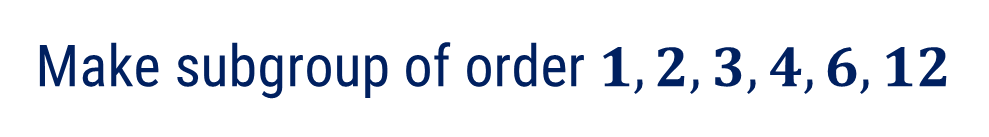 Make subgroup of order 1, 2, 3, 4, 6, 12